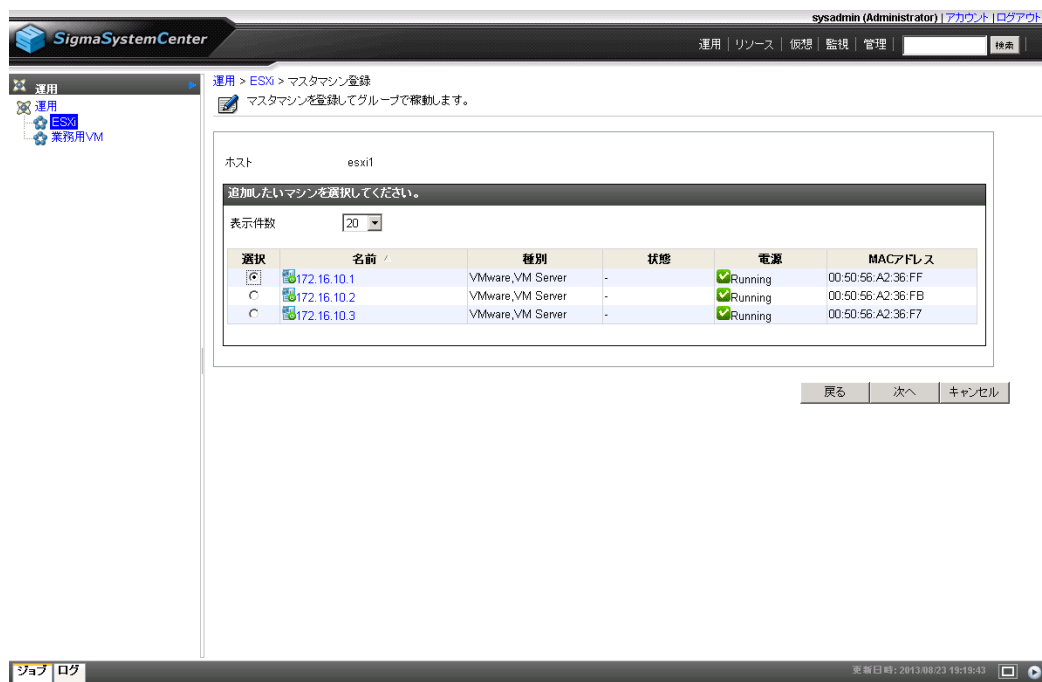 sysadmin (Administrator) | アカウント | ログアウト
SigmaSystemCenter
運用 | リソース | 仮想 | 監視 | 管理 | 検索
運用
運用
ESXi
業務用VM
運用 > ESXi > マスタマシン登録
マスタマシンを登録してグループで稼動します。
ホスト esxi1
追加したいマシンを選択してください。
表示件数 20
選択 名前 種別 状態 電源 MACアドレス
172.16.10.1 VMware,VM Server - Running 00:50:56:A2:36:FF
172.16.10.2 VMware,VM Server - Running 00:50:56:A2:36:FB
172.16.10.3 VMware,VM Server - Running 00:50:56:A2:36:F7
戻る 次へ キャンセル
ジョブ ログ
更新日時: 2013/08/23 19:19:43